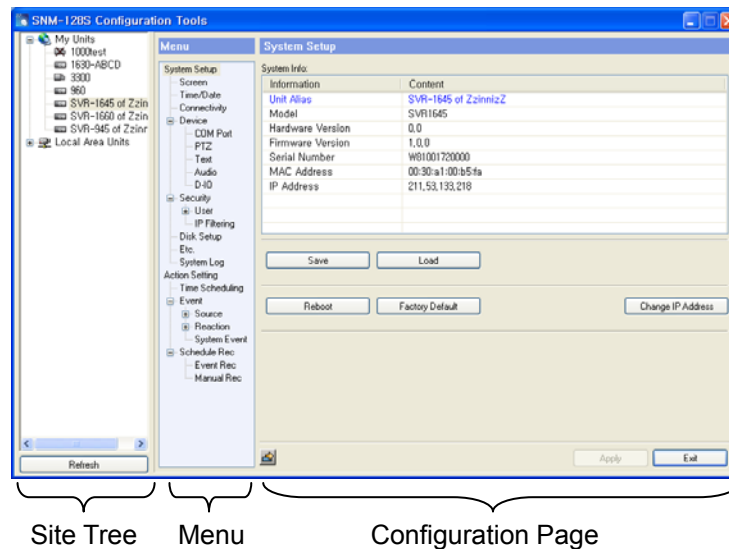 SNM-128S Configuration Tools
My Units
1000test
1630-ABCD
3300
960
SVR-1645 of Zzin
SVR-1660 of Zzin
SVR-945 of Zzinr
Local Area Units
Refresh
Menu
System Setup
Screen
Time/Date
Connectivity
Device
COM Port
PTZ
Text
Audio
D-IO
Security
User
IP Filtering
Disk Setup
Etc.
System Log
Action Setting
Time Scheduling
Event
Source
Reaction
System Event
Schedule Rec
Event Rec
Manual Rec
System Setup
System Info:
Information Content
Unit Alias SVR-1645 of ZzinnizZ
Model SVR1645
Hardware Version 0,0
Firmware Version 1,0,0
Serial Number W81001720000
MAC Address 00:30:a1:00:b5:fa
IP Address 211,53,133,218
Save Load
Reboot Factory Default Change IP Address
Apply Exit
Site Tree Menu Configuration Page